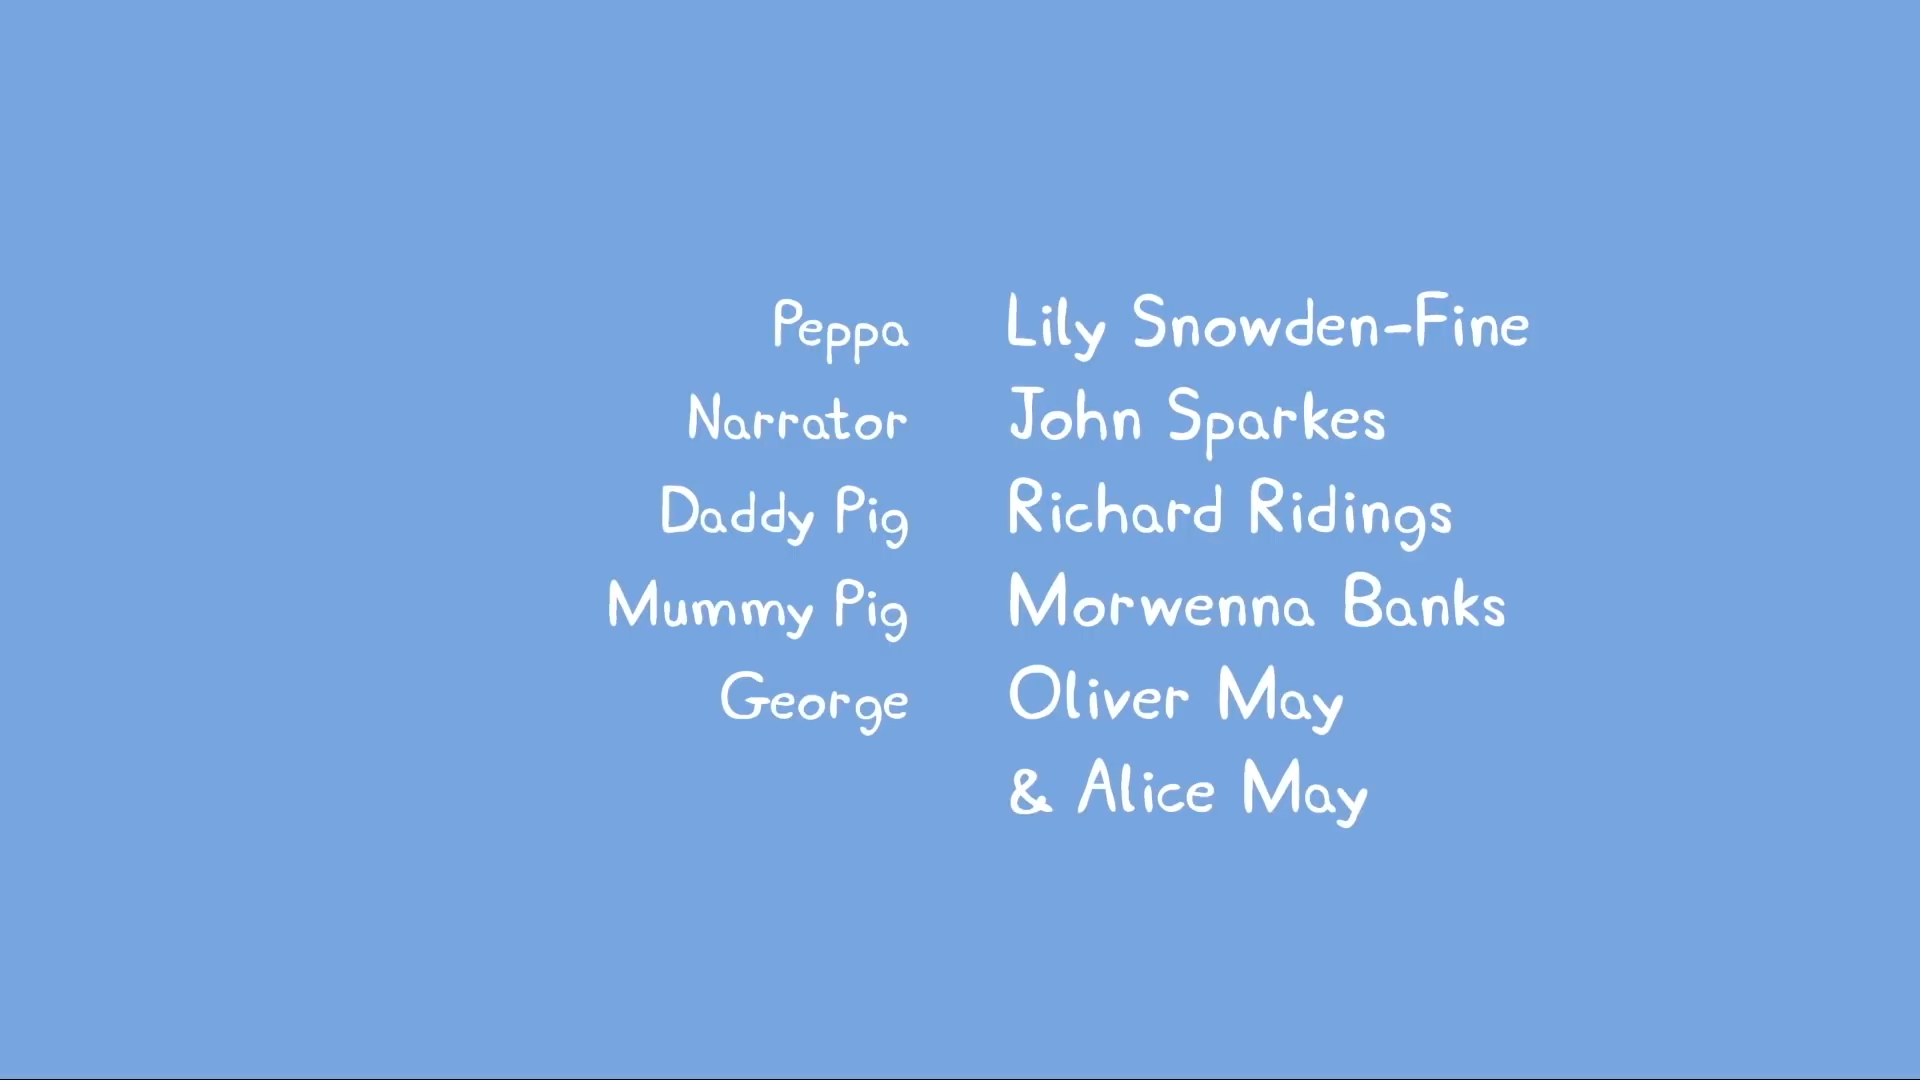 Peppa Lily Snowden-Fine
Narrator John Sparkes
Daddy Pig Richard Ridings
Mummy Pig Morwenna Banks
George Oliver May
& Alice May